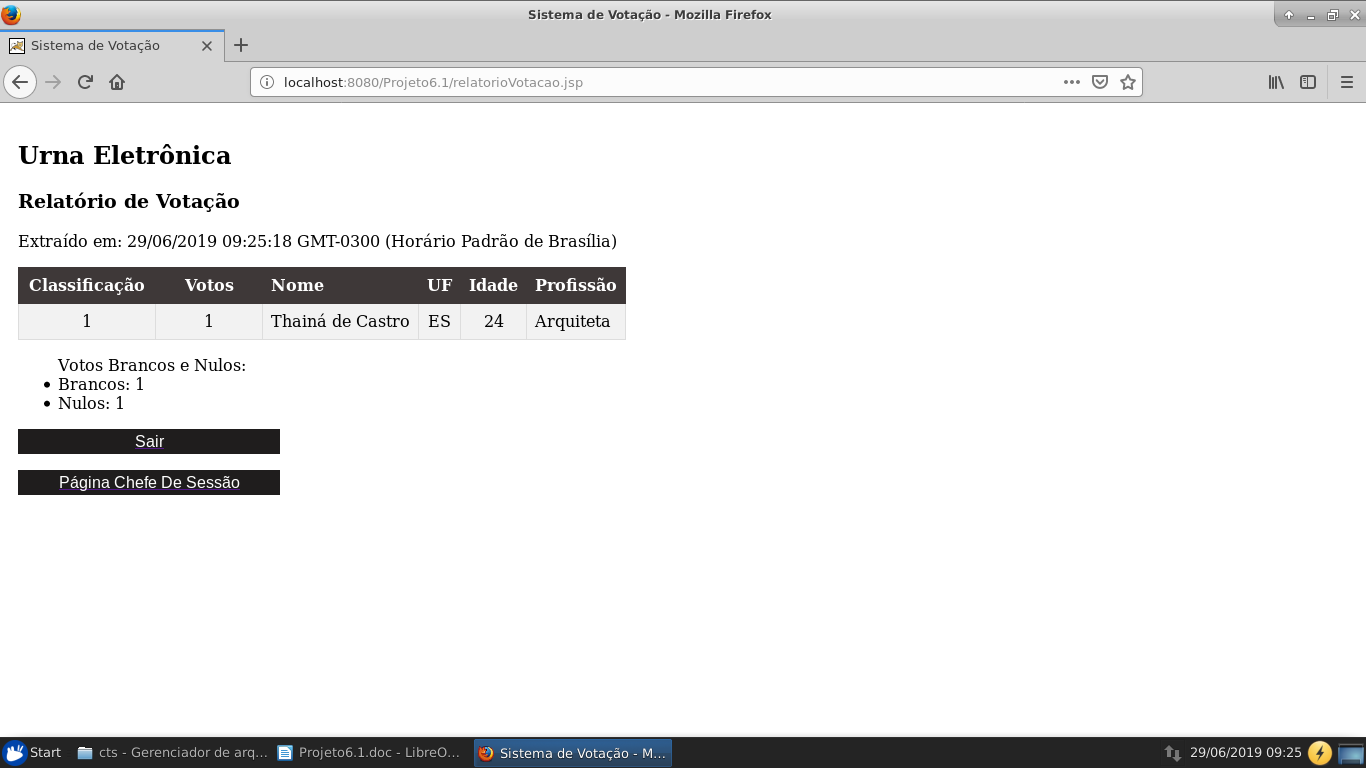 Sistema de Votação - Mozilla Firefox
Sistema de Votação
localhost:8080/Projeto6.1/relatorioVotacao.jsp
Urna Eletrônica
Relatório de Votação
Extraído em: 29/06/2019 09:25:18 GMT-0300 (Horário Padrão de Brasília)
Classificação Votos Nome UF Idade Profissão
1 1 Thainá de Castro ES 24 Arquiteta
Votos Brancos e Nulos:
• Brancos: 1
• Nulos: 1
Sair
Página Chefe De Sessão
Start cts - Gerenciador de arq... Projeto6.1.doc - LibreO... Sistema de Votação - M... 29/06/2019 09:25